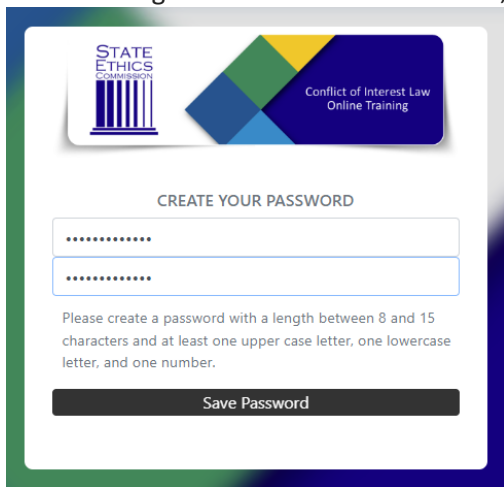 STATE
ETHICS
COMMISSION
Conflict of Interest Law
Online Training
CREATE YOUR PASSWORD
•••••••••••••
•••••••••••••
Please create a password with a length between 8 and 15
characters and at least one upper case letter, one lowercase
letter, and one number.
Save Password